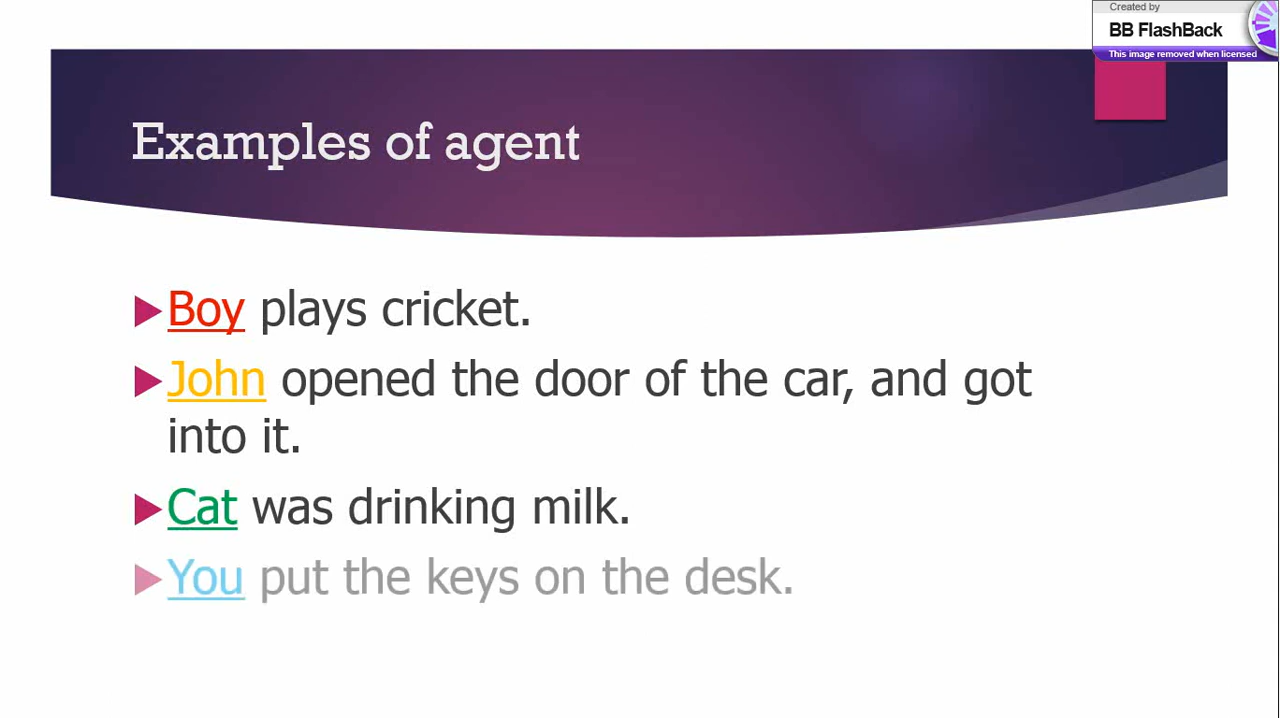 Created by
BB FlashBack
This image removed when licensed
Examples of agent
Boy plays cricket.
John opened the door of the car, and got
into it.
Cat was drinking milk.
You put the keys on the desk.